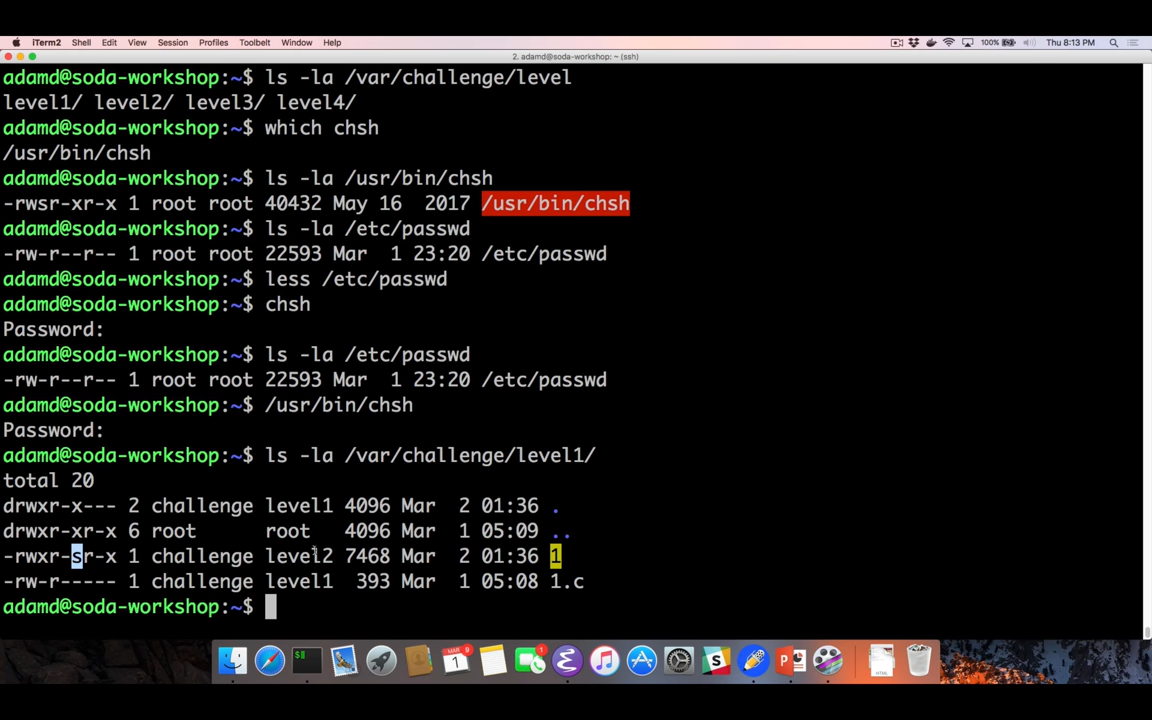 iTerm2 Shell Edit View Session Profiles Toolbelt Window Help 100% Thu 8:13 PM
2. adamd@soda-workshop: ~ (ssh)
adamd@soda-workshop:~$ ls -la /var/challenge/level
level1/ level2/ level3/ level4/
adamd@soda-workshop:~$ which chsh
/usr/bin/chsh
adamd@soda-workshop:~$ ls -la /usr/bin/chsh
-rwsr-xr-x 1 root root 40432 May 16  2017 /usr/bin/chsh
adamd@soda-workshop:~$ ls -la /etc/passwd
-rw-r--r-- 1 root root 22593 Mar  1 23:20 /etc/passwd
adamd@soda-workshop:~$ less /etc/passwd
adamd@soda-workshop:~$ chsh
Password:
adamd@soda-workshop:~$ ls -la /etc/passwd
-rw-r--r-- 1 root root 22593 Mar  1 23:20 /etc/passwd
adamd@soda-workshop:~$ /usr/bin/chsh
Password:
adamd@soda-workshop:~$ ls -la /var/challenge/level1/
total 20
drwxr-x--- 2 challenge level1 4096 Mar  2 01:36 .
drwxr-xr-x 6 root      root   4096 Mar  1 05:09 ..
-rwxr-sr-x 1 challenge level2 7468 Mar  2 01:36 1
-rw-r----- 1 challenge level1  393 Mar  1 05:08 1.c
adamd@soda-workshop:~$
MAR 9
1
1